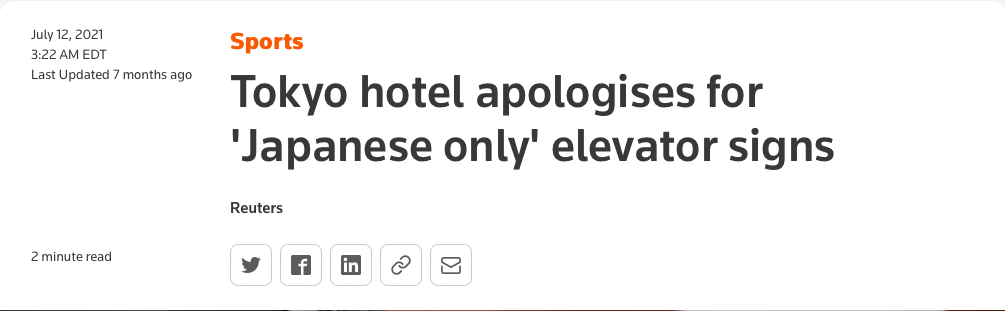 July 12, 2021
3:22 AM EDT
Last Updated 7 months ago
Sports
Tokyo hotel apologises for
'Japanese only' elevator signs
Reuters
2 minute read